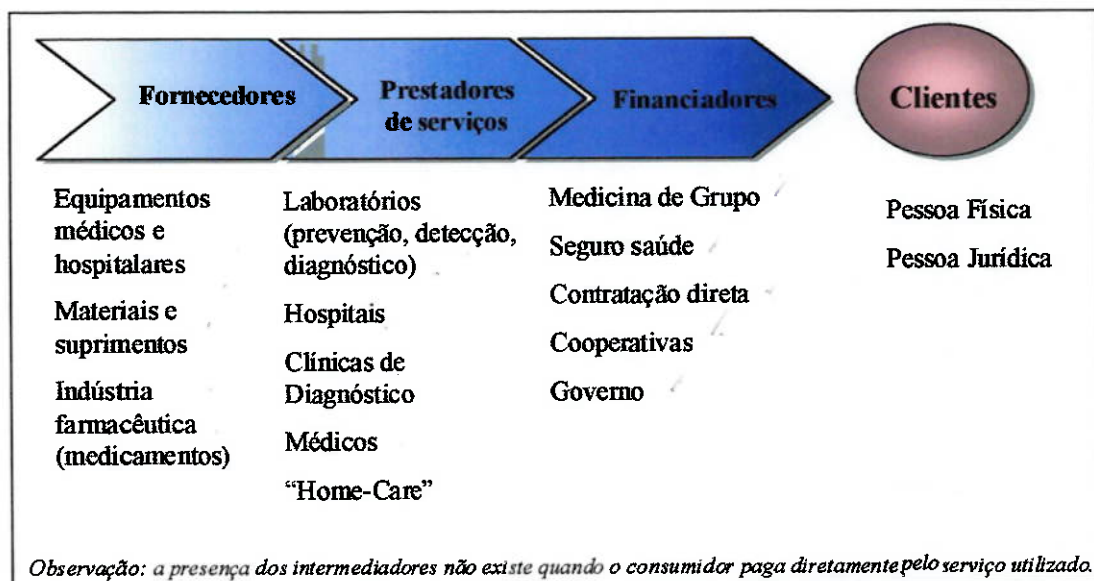 Fornecedores
Prestadores
de serviços
Financiadores
Clientes
Equipamentos
médicos e
hospitalares
Materiais e
suprimentos
Indústria
farmacêutica
(medicamentos)
Laboratórios
(prevenção, detecção,
diagnóstico)
Hospitais
Clínicas de
Diagnóstico
Médicos
“Home-Care”
Medicina de Grupo
Seguro saúde
Contratação direta
Cooperativas
Governo
Pessoa Física
Pessoa Jurídica
Observação: a presença dos intermediadores não existe quando o consumidor paga diretamente pelo serviço utilizado.